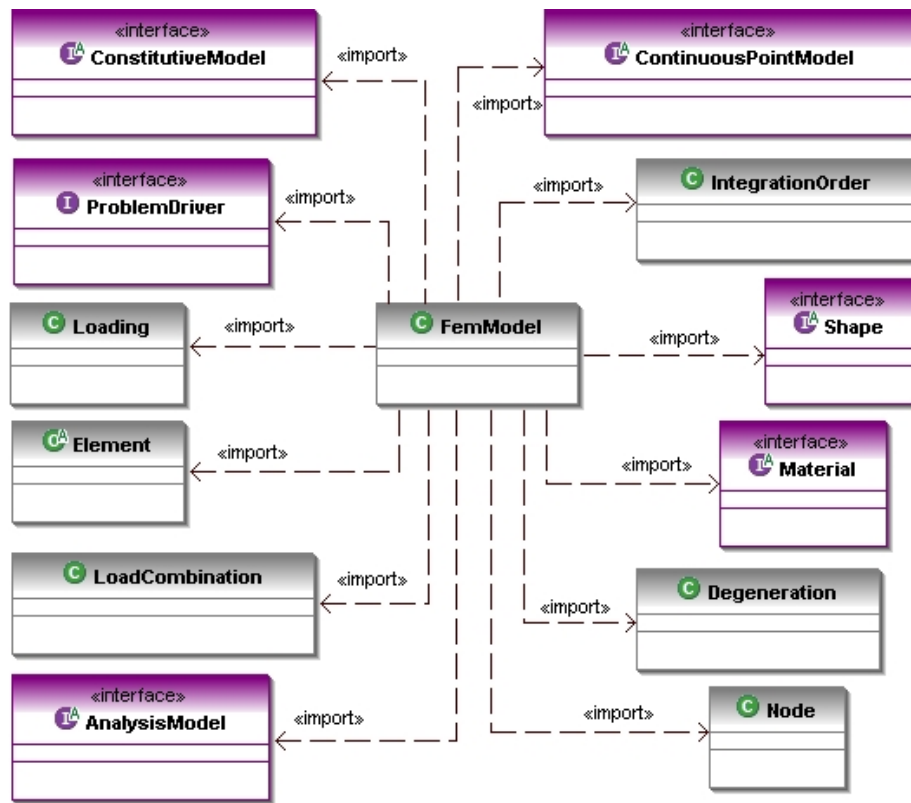 «interface»
ConstitutiveModel
«import»
«interface»
ContinuousPointModel
«import»
«interface»
ProblemDriver
«import»
«import»
IntegrationOrder
Loading
«import»
FemModel
«import»
«interface»
Shape
Element
«import»
«import»
«interface»
Material
LoadCombination
«import»
«import»
Degeneration
«interface»
AnalysisModel
«import»
«import»
Node